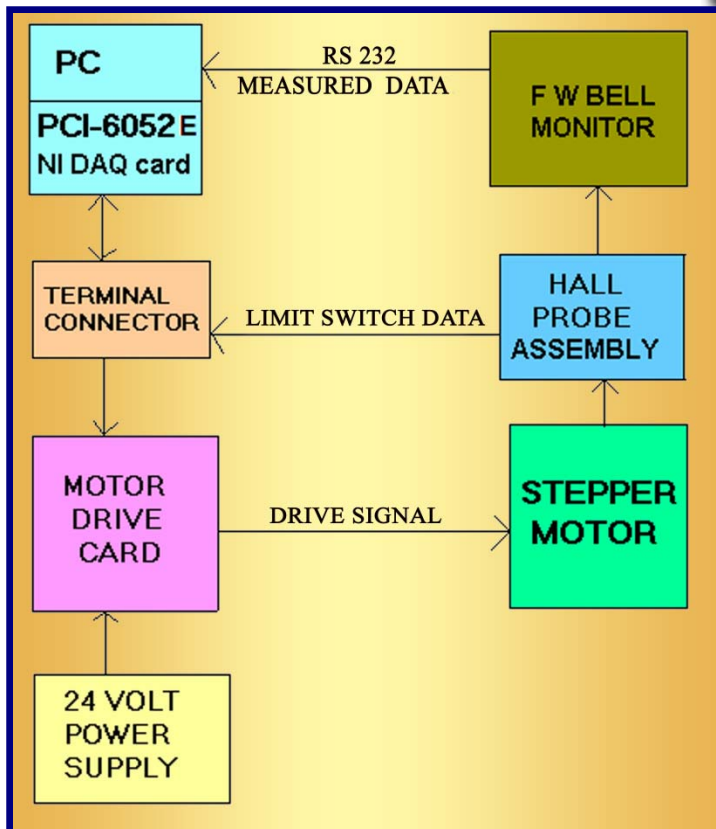 PC
PCI-6052E
NI DAQ card
RS 232
MEASURED DATA
F W BELL
MONITOR
TERMINAL
CONNECTOR
LIMIT SWITCH DATA
HALL
PROBE
ASSEMBLY
MOTOR
DRIVE
CARD
DRIVE SIGNAL
STEPPER
MOTOR
24 VOLT
POWER
SUPPLY